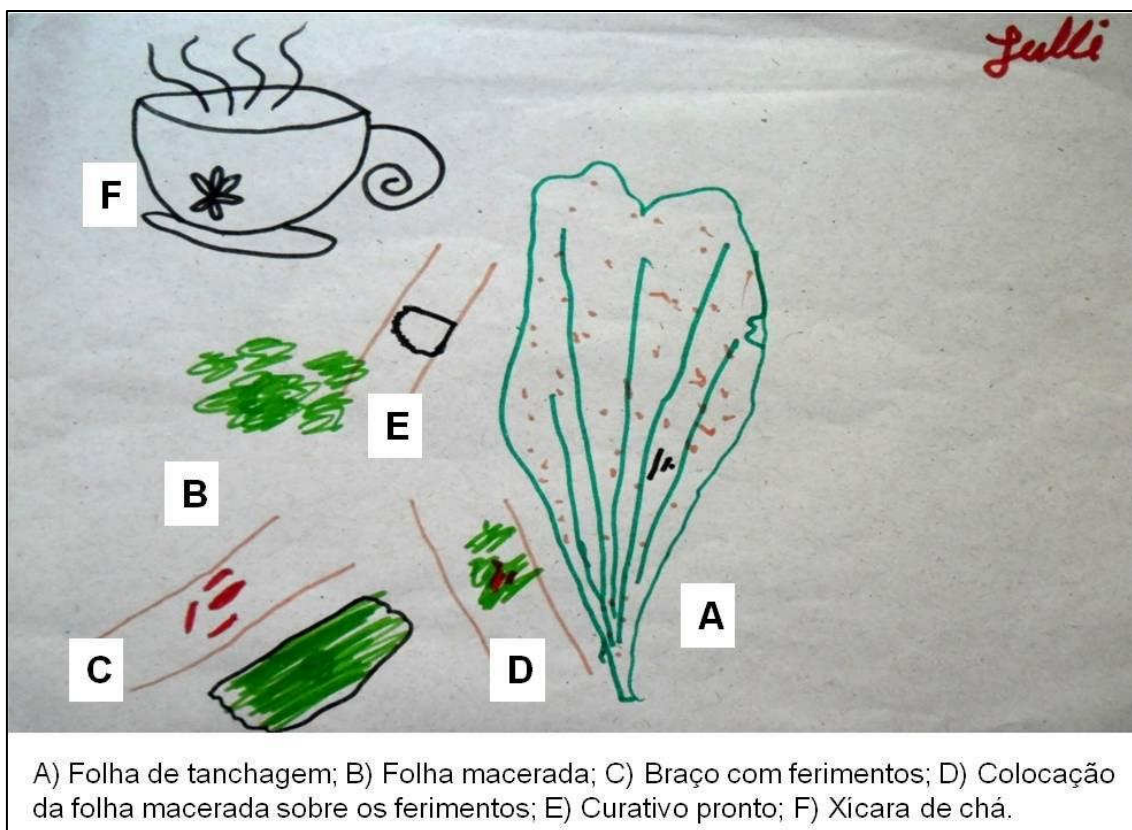 Julli
F
E
B
A
C
D
A) Folha de tanchagem; B) Folha macerada; C) Braço com ferimentos; D) Colocação
da folha macerada sobre os ferimentos; E) Curativo pronto; F) Xícara de chá.